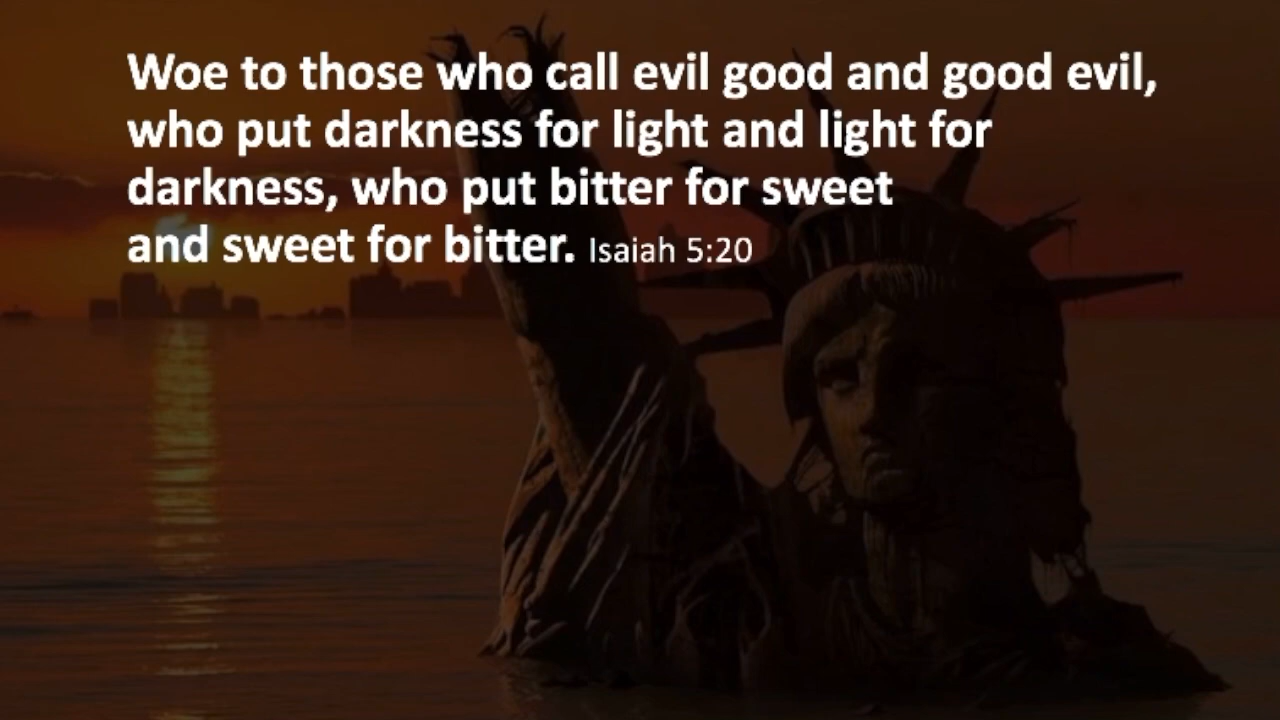 Woe to those who call evil good and good evil,
who put darkness for light and light for
darkness, who put bitter for sweet
and sweet for bitter. Isaiah 5:20